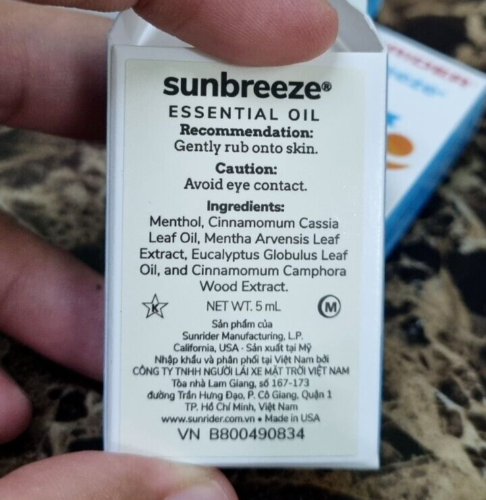 sunbreeze®
ESSENTIAL OIL
Recommendation:
Gently rub onto skin.
Caution:
Avoid eye contact.
Ingredients:
Menthol, Cinnamomum Cassia
Leaf Oil, Mentha Arvensis Leaf
Extract, Eucalyptus Globulus Leaf
Oil, and Cinnamomum Camphora
Wood Extract.
K NET WT. 5 mL M
Sản phẩm của
Sunrider Manufacturing, L.P.
California, USA - Sản xuất tại Mỹ
Nhập khẩu và phân phối tại Việt Nam bởi
CÔNG TY TNHH NGƯỜI LÁI XE MẶT TRỜI VIỆT NAM
Tòa nhà Lam Giang, số 167-173
đường Trần Hưng Đạo, P. Cô Giang, Quận 1
TP. Hồ Chí Minh, Việt Nam
www.sunrider.com.vn • Made in USA
VN B800490834